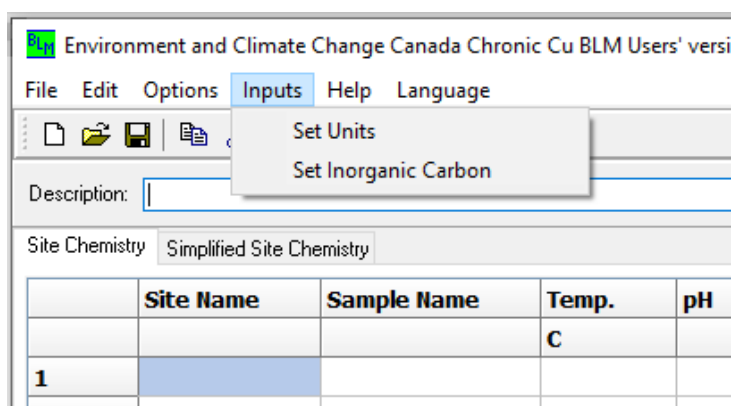 BLM Environment and Climate Change Canada Chronic Cu BLM Users' versi
File Edit Options Inputs Help Language
Set Units
Set Inorganic Carbon
Description:
Site Chemistry Simplified Site Chemistry
Site Name Sample Name Temp. pH
C
1